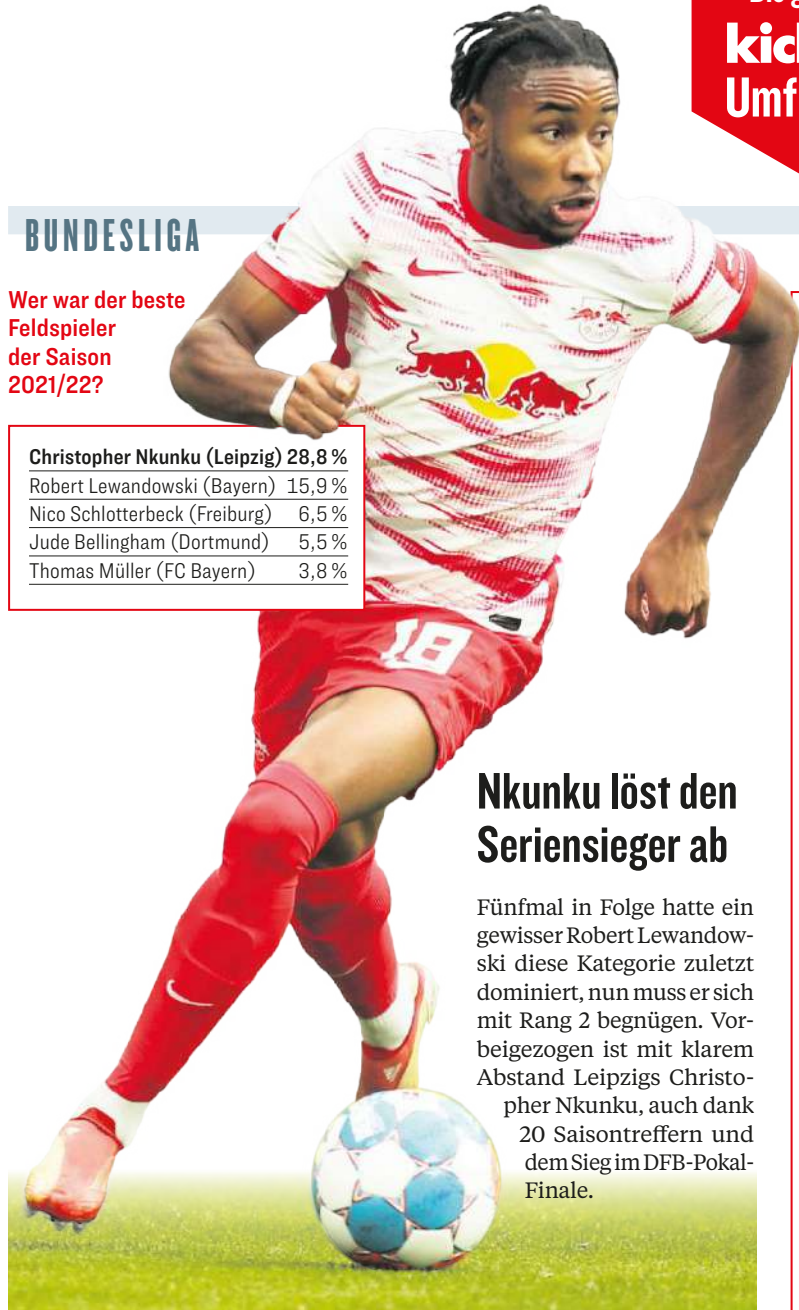 BUNDESLIGA
Wer war der beste
Feldspieler
der Saison
2021/22?
Christopher Nkunku (Leipzig) 28,8 %
Robert Lewandowski (Bayern) 15,9 %
Nico Schlotterbeck (Freiburg) 6,5 %
Jude Bellingham (Dortmund) 5,5 %
Thomas Müller (FC Bayern) 3,8 %
18
Nkunku löst den
Seriensieger ab
Fünfmal in Folge hatte ein
gewisser Robert Lewandow-
ski diese Kategorie zuletzt
dominiert, nun muss er sich
mit Rang 2 begnügen. Vor-
beigezogen ist mit klarem
Abstand Leipzigs Christo-
pher Nkunku, auch dank
20 Saisontreffern und
dem Sieg im DFB-Pokal-
Finale.